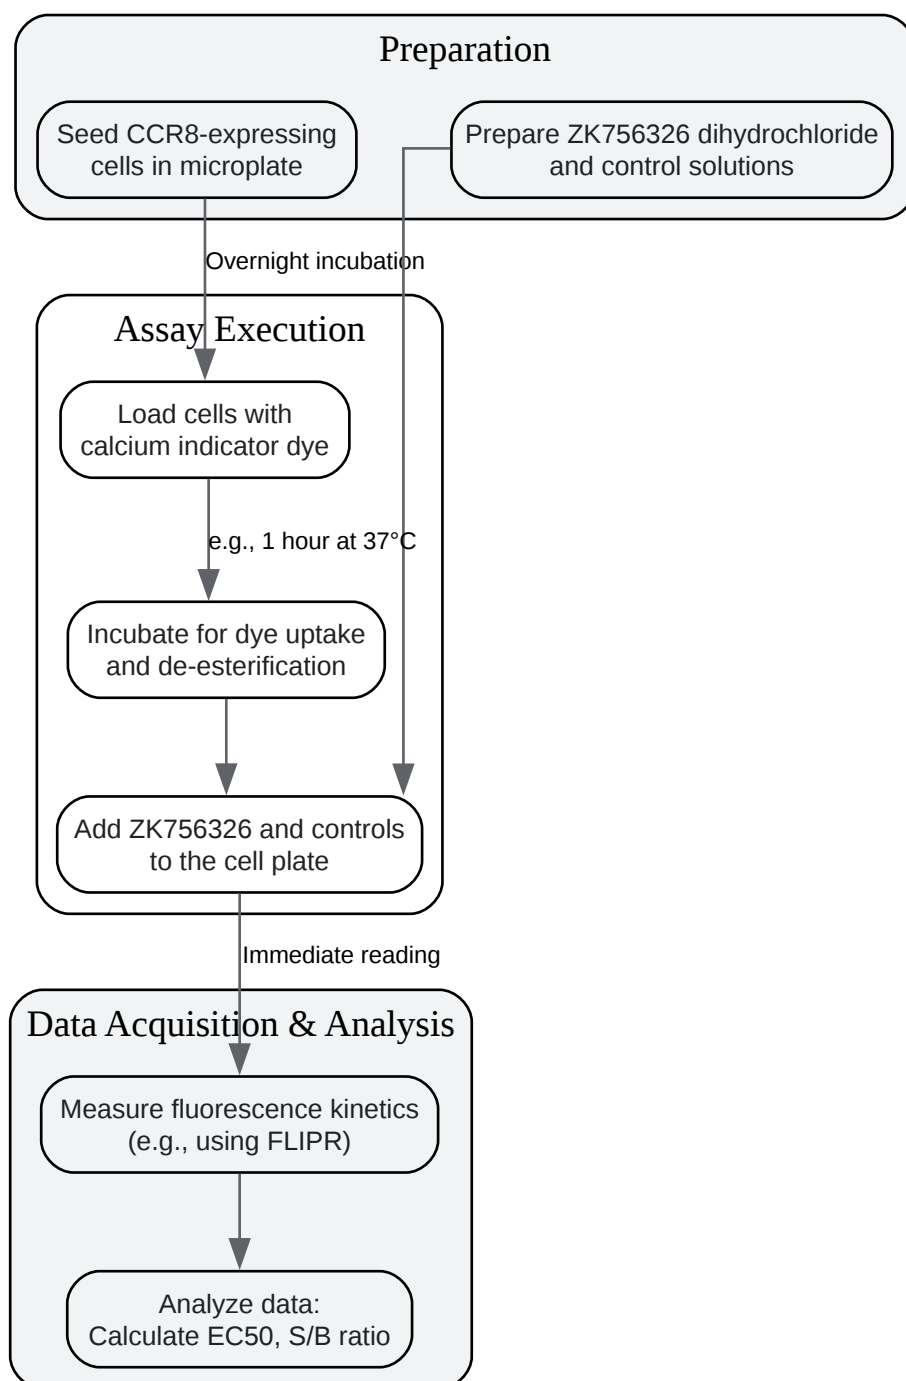 Preparation
Seed CCR8-expressing
cells in microplate
Prepare ZK756326 dihydrochloride
and control solutions
Overnight incubation
Assay Execution
Load cells with
calcium indicator dye
e.g., 1 hour at 37°C
Incubate for dye uptake
and de-esterification
Add ZK756326 and controls
to the cell plate
Immediate reading
Data Acquisition & Analysis
Measure fluorescence kinetics
(e.g., using FLIPR)
Analyze data:
Calculate EC50, S/B ratio